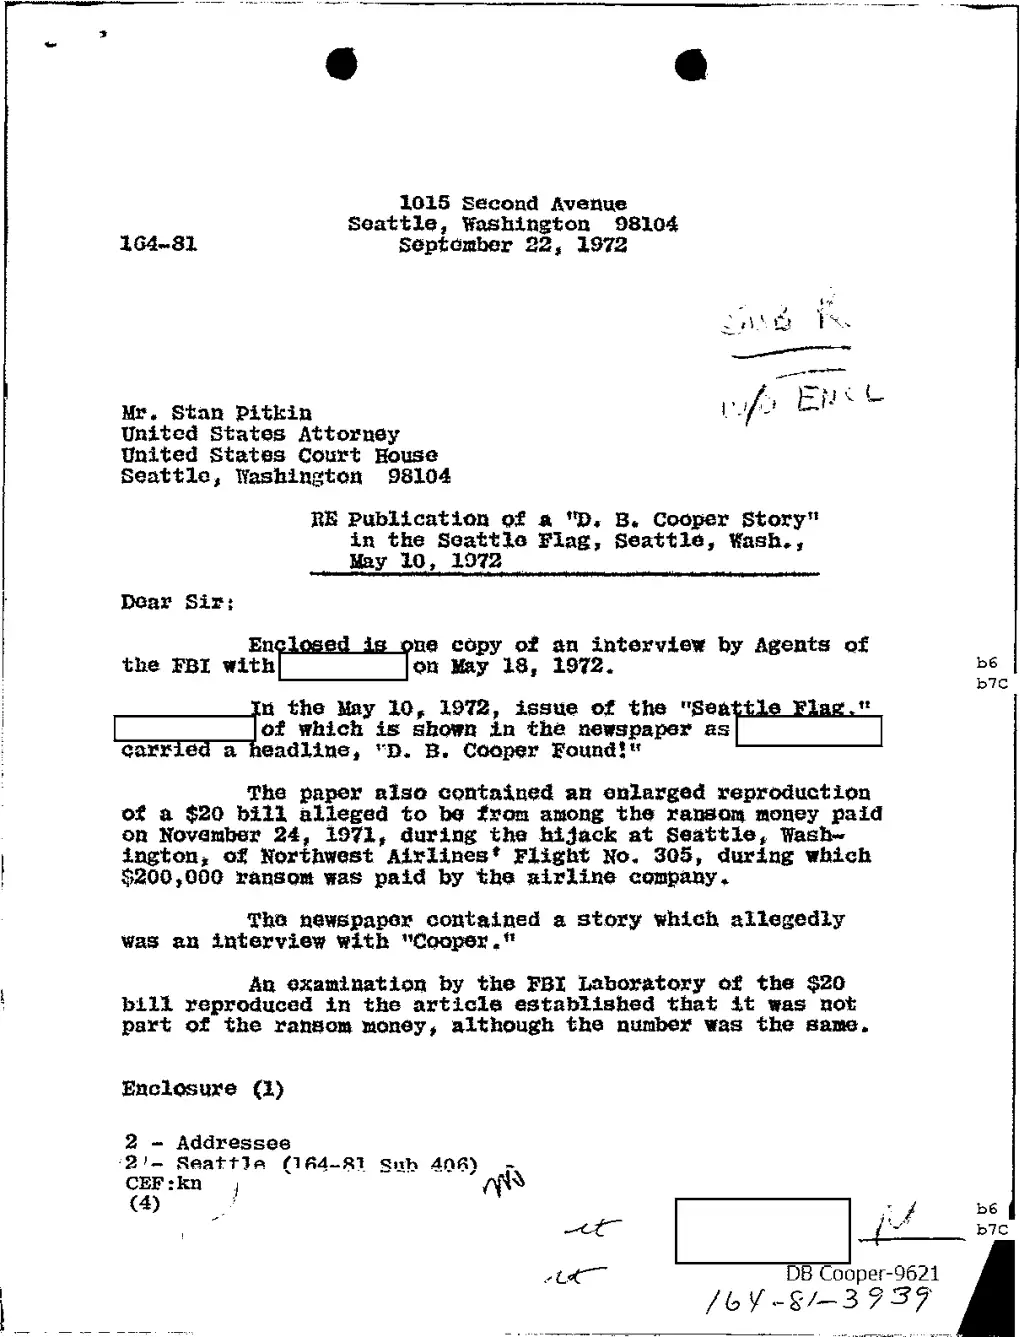 1015 Second Avenue
Seattle, Washington 98104
164-81 September 22, 1972
SUB R
W/O ENCL
Mr. Stan Pitkin
United States Attorney
United States Court House
Seattle, Washington 98104
RE Publication of a "D. B. Cooper Story"
in the Seattle Flag, Seattle, Wash.,
May 10, 1972
Dear Sir:
Enclosed is one copy of an interview by Agents of
the FBI with on May 18, 1972.
b6
b7C
In the May 10, 1972, issue of the "Seattle Flag,"
of which is shown in the newspaper as
carried a headline, "D. B. Cooper Found!"
The paper also contained an enlarged reproduction
of a $20 bill alleged to be from among the ransom money paid
on November 24, 1971, during the hijack at Seattle, Wash-
ington, of Northwest Airlines' Flight No. 305, during which
$200,000 ransom was paid by the airline company.
The newspaper contained a story which allegedly
was an interview with "Cooper."
An examination by the FBI Laboratory of the $20
bill reproduced in the article established that it was not
part of the ransom money, although the number was the same.
Enclosure (1)
2 - Addressee
2 - Seattle (164-81 Sub 406)
CEF:kn
(4)
b6
b7C
DB Cooper-9621
164-81-3939